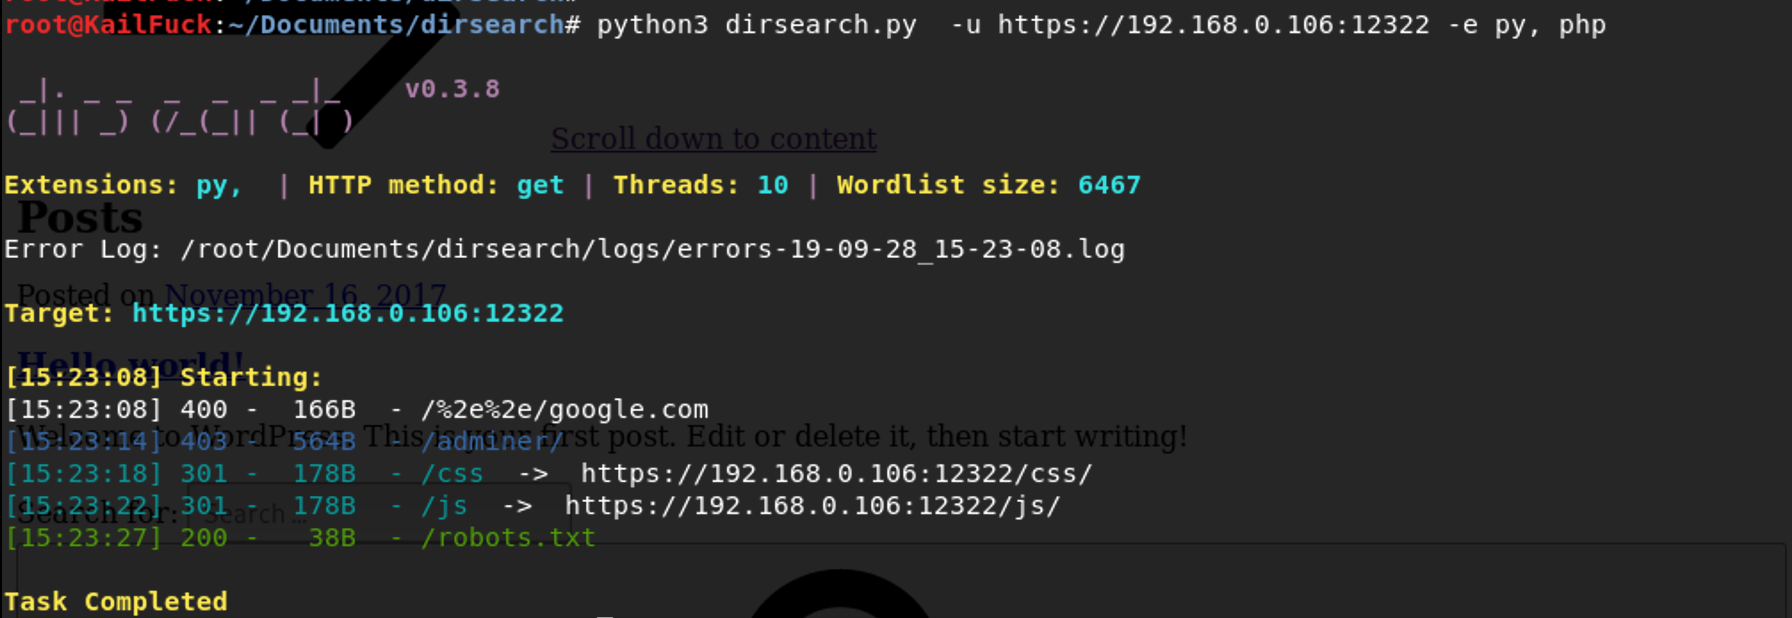 root@KailFuck:~/Documents/dirsearch# python3 dirsearch.py  -u https://192.168.0.106:12322 -e py, php
 _|. _ _  _  _  _ _|_    v0.3.8
(_||| _) (/_(_|| (_| )
Scroll down to content
Extensions: py,  | HTTP method: get | Threads: 10 | Wordlist size: 6467
Posts
Error Log: /root/Documents/dirsearch/logs/errors-19-09-28_15-23-08.log
Posted on November 16, 2017
Target: https://192.168.0.106:12322
Hello world!
[15:23:08] Starting:
[15:23:08] 400 -  166B  - /%2e%2e/google.com
[15:23:14] 403 -  564B  - /adminer/
Welcome to WordPress. This is your first post. Edit or delete it, then start writing!
[15:23:18] 301 -  178B  - /css  ->  https://192.168.0.106:12322/css/
[15:23:22] 301 -  178B  - /js  ->  https://192.168.0.106:12322/js/
Search for: Search …
[15:23:27] 200 -   38B  - /robots.txt
Task Completed